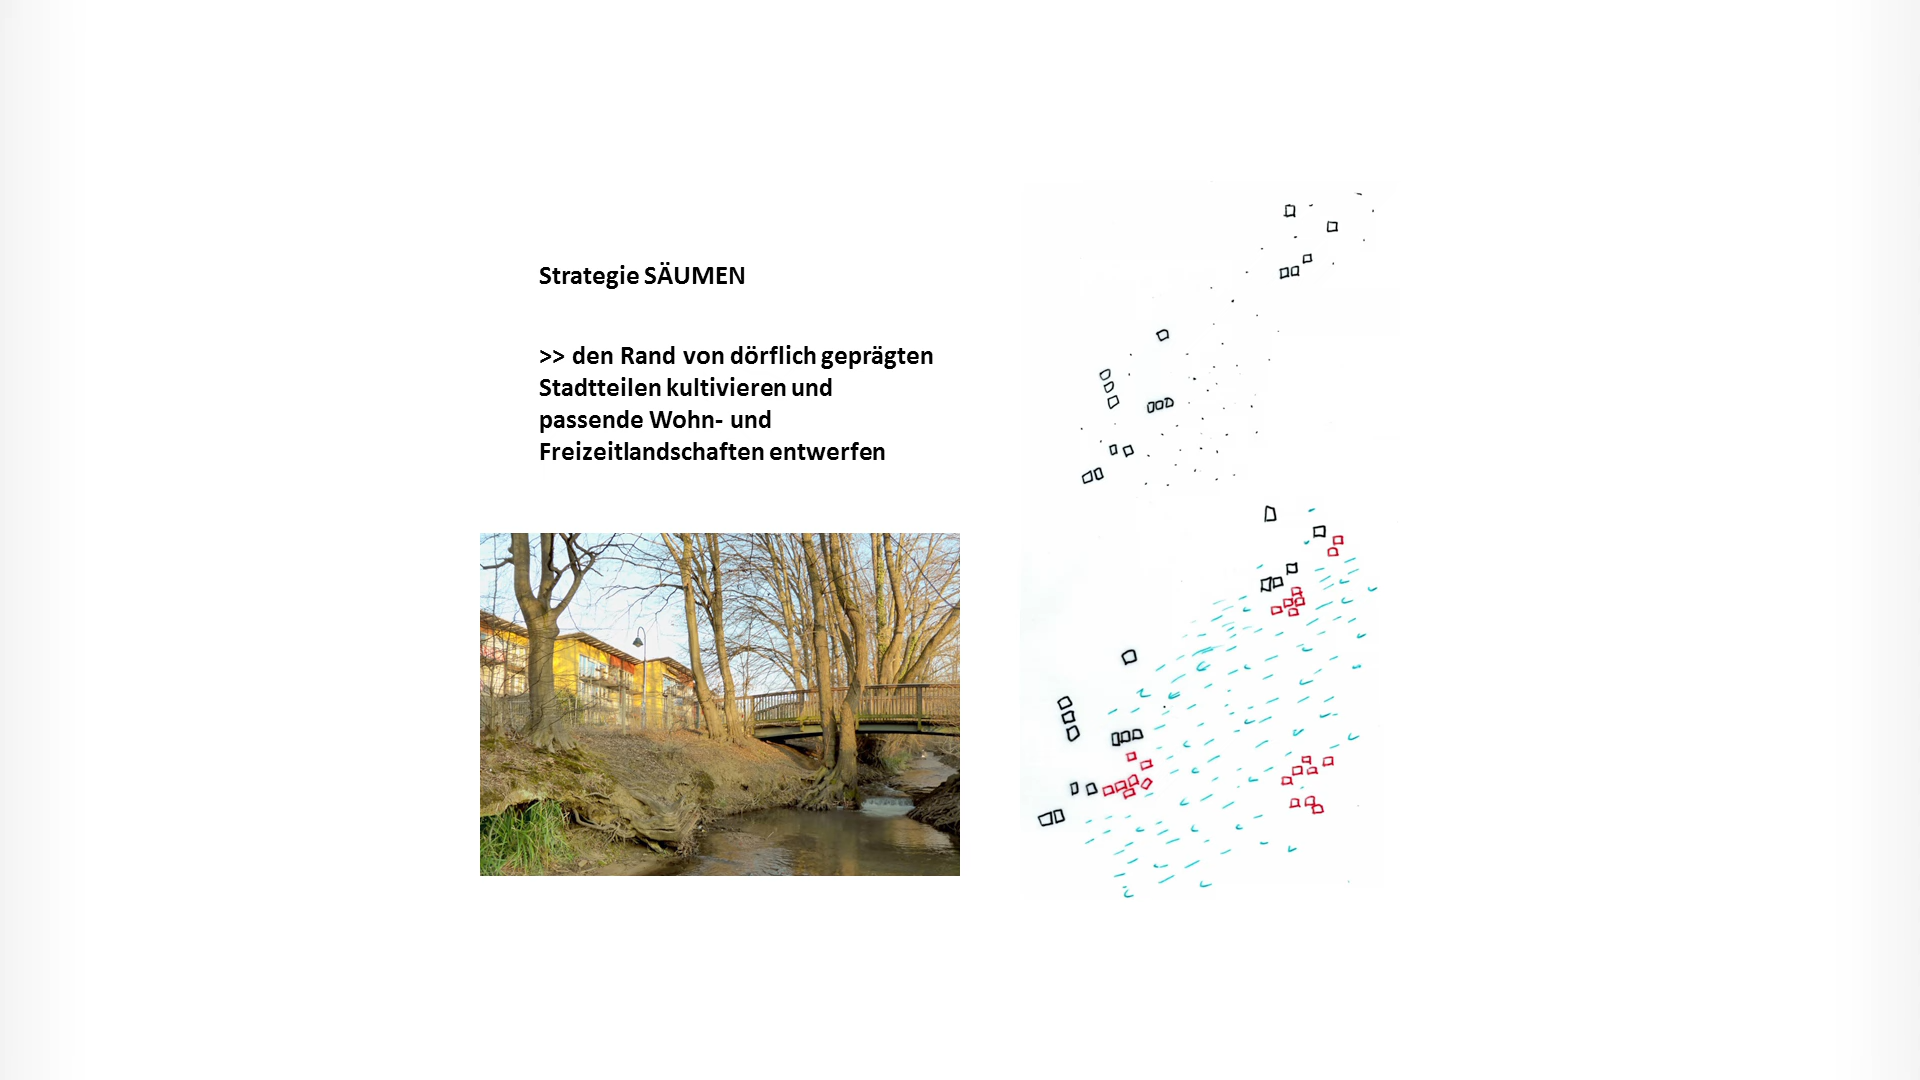 Strategie SÄUMEN
>> den Rand von dörflich geprägten
Stadtteilen kultivieren und
passende Wohn- und
Freizeitlandschaften entwerfen